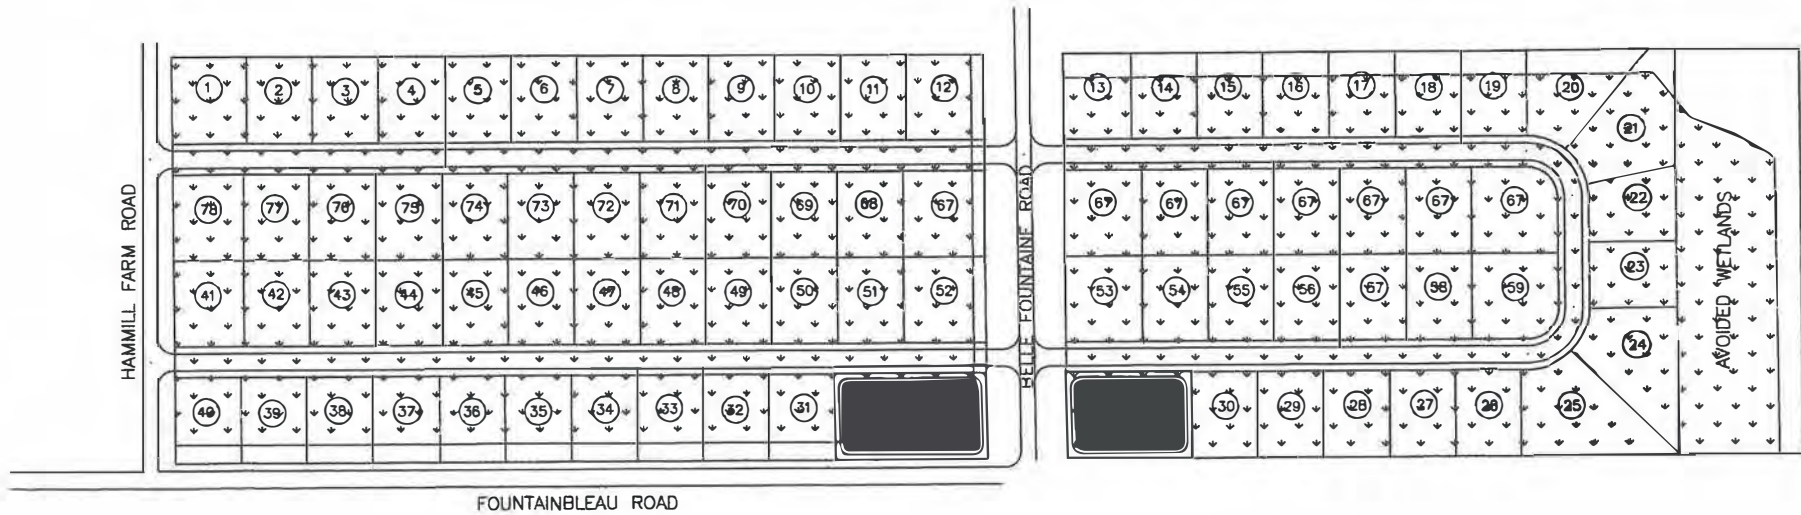 1 2 3 4 5 6 7 8 9 10 11 12 13 14 15 16 17 18 19 20
21
78 77 76 75 74 73 72 71 70 69 68 67 67 67 67 67 67 67 67 22
23
41 42 43 44 45 46 47 48 49 50 51 52 53 54 55 56 57 58 59
24
40 39 38 37 36 35 34 33 32 31 30 29 28 27 26 25
HAMMILL FARM ROAD
BELLE FOUNTAINE ROAD
AVOIDED WETLANDS
FOUNTAINBLEAU ROAD